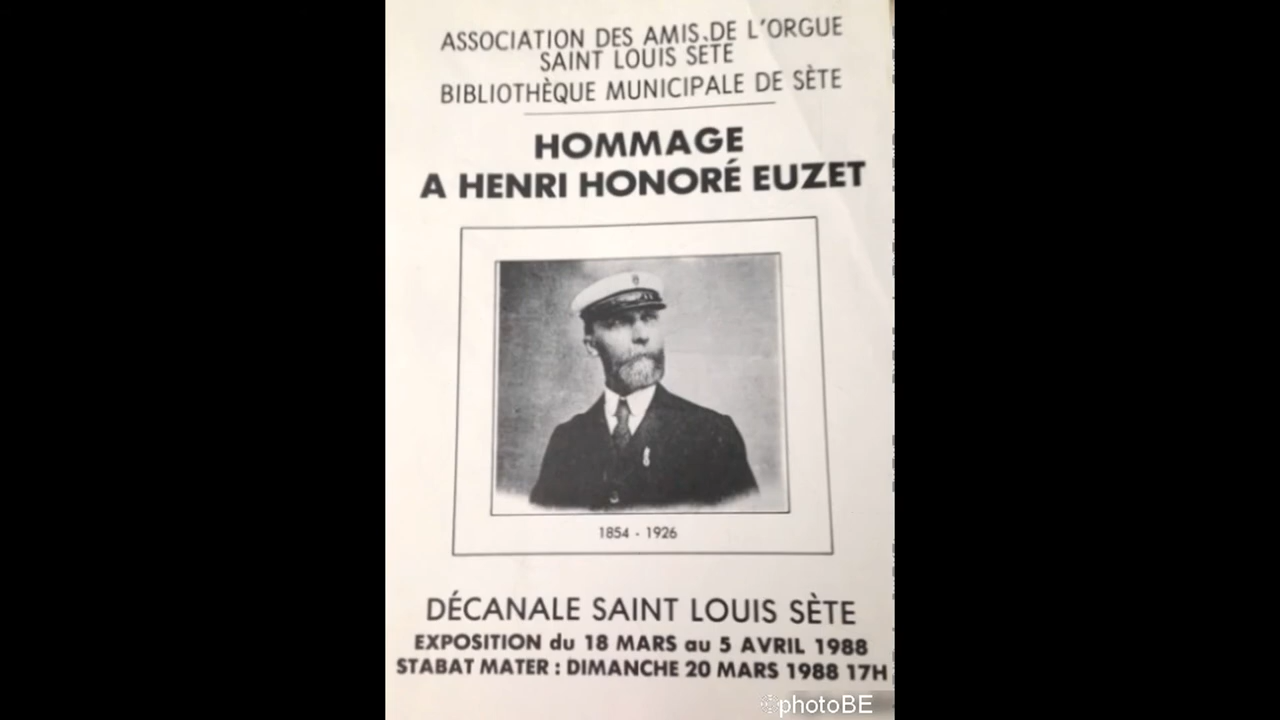 ASSOCIATION DES AMIS DE L'ORGUE
SAINT LOUIS SETE
BIBLIOTHÈQUE MUNICIPALE DE SÈTE
HOMMAGE
A HENRI HONORÉ EUZET
1854 - 1926
DÉCANALE SAINT LOUIS SÈTE
EXPOSITION du 18 MARS au 5 AVRIL 1988
STABAT MATER : DIMANCHE 20 MARS 1988 17H
photoBE